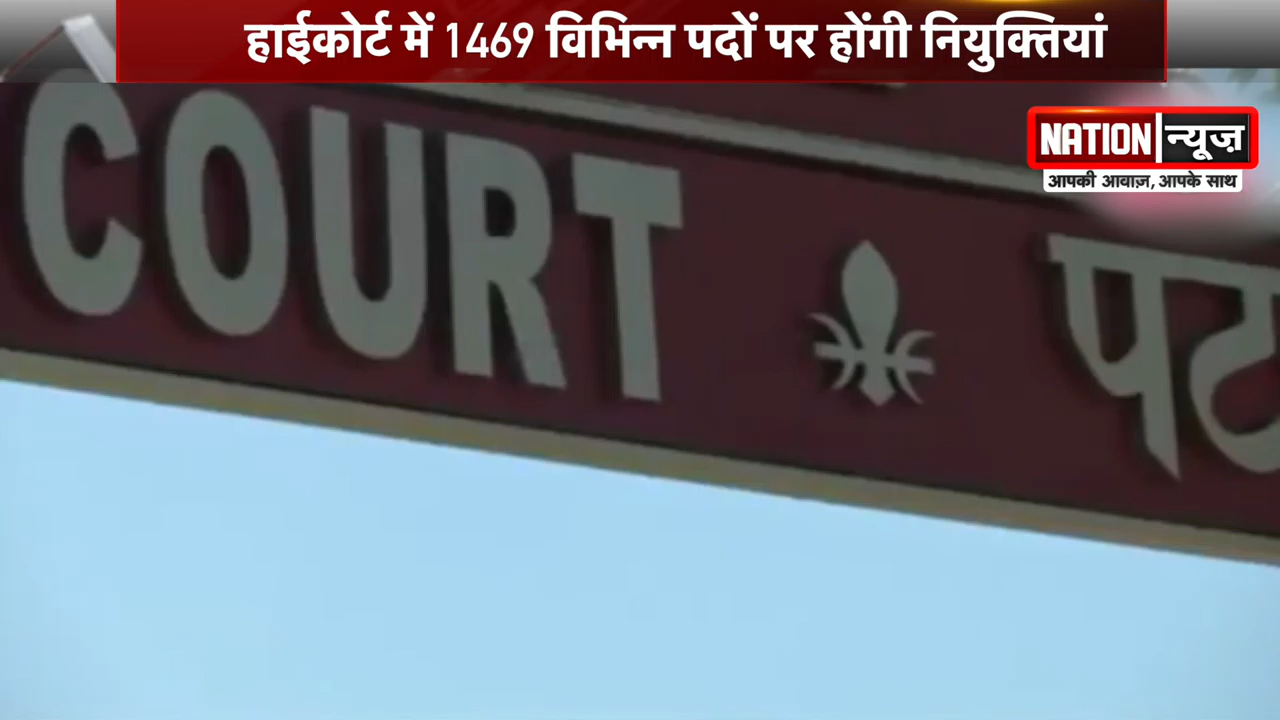 हाईकोर्ट में 1469 विभिन्न पदों पर होंगी नियुक्तियां
NATION न्यूज़
आपकी आवाज़, आपके साथ
COURT